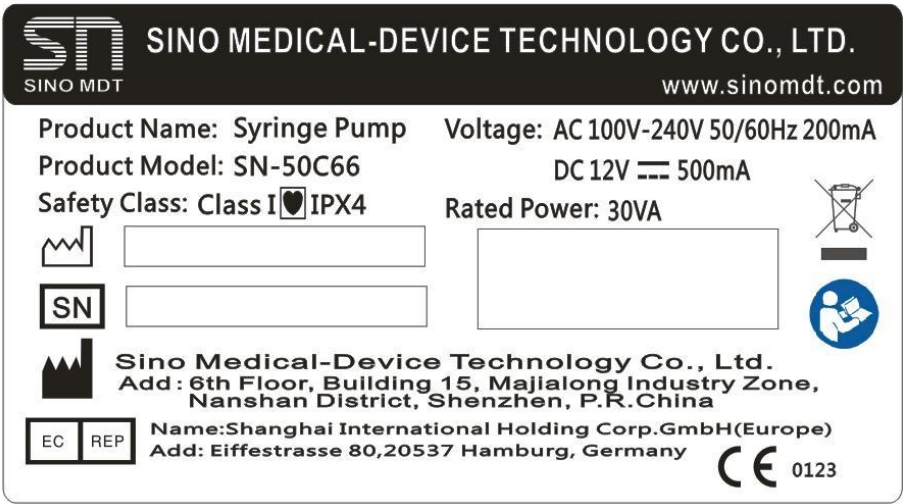 SINO MDT
SINO MEDICAL-DEVICE TECHNOLOGY CO., LTD.
www.sinomdt.com
Product Name: Syringe Pump
Product Model: SN-50C66
Safety Class: Class I IPX4
Voltage: AC 100V-240V 50/60Hz 200mA
DC 12V 500mA
Rated Power: 30VA
SN
Sino Medical-Device Technology Co., Ltd.
Add : 6th Floor, Building 15, Majialong Industry Zone,
Nanshan District, Shenzhen, P.R.China
EC REP
Name:Shanghai International Holding Corp.GmbH(Europe)
Add: Eiffestrasse 80,20537 Hamburg, Germany
CE 0123